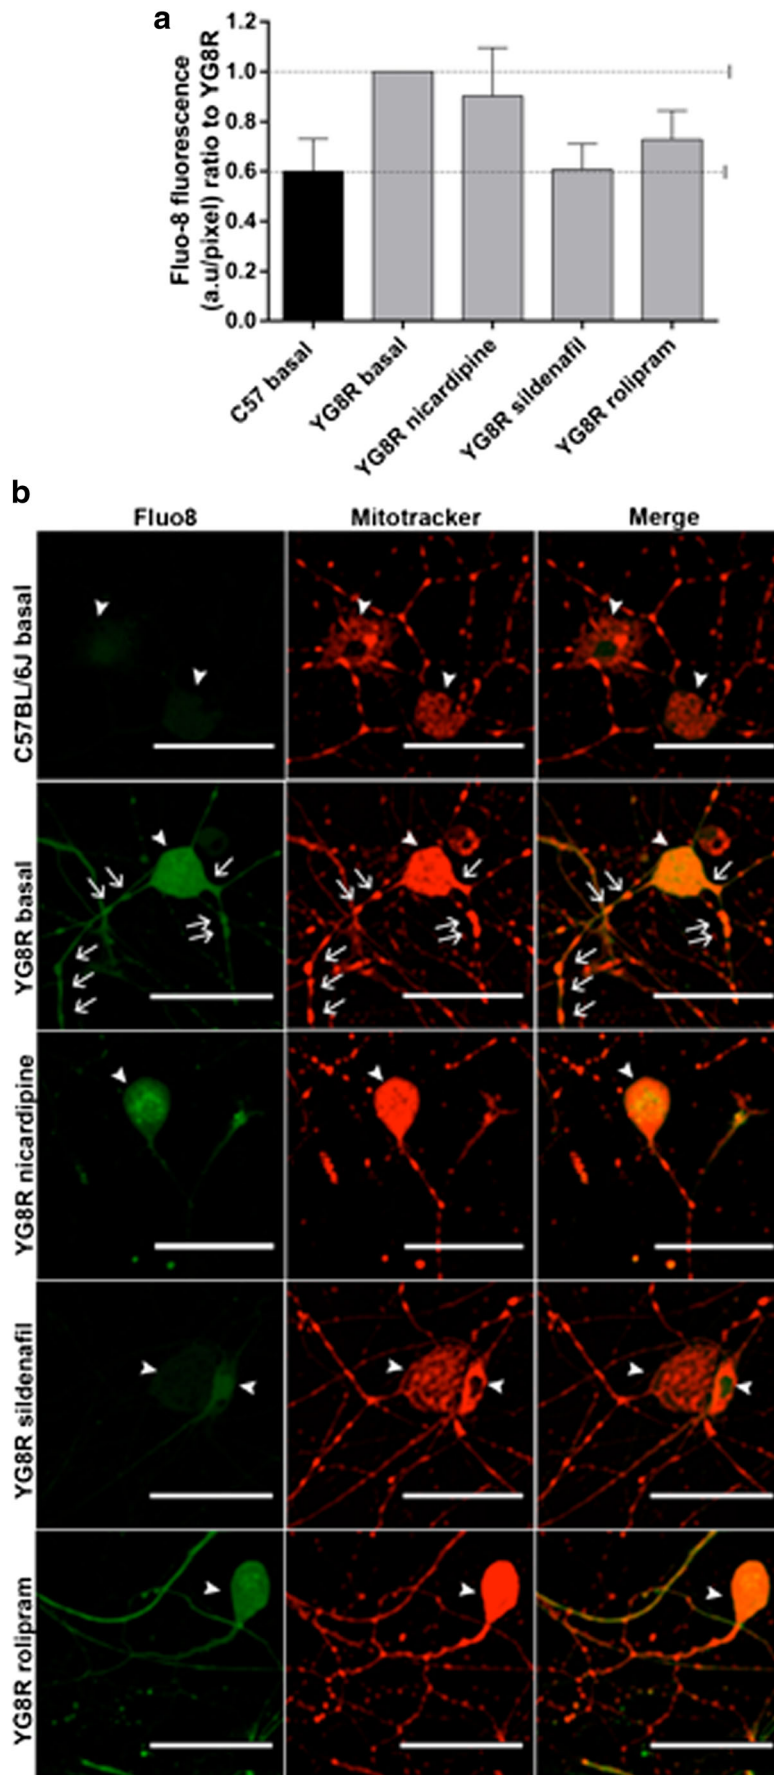 a
Fluo-8 fluorescence
(a.u/pixel) ratio to YG8R
1.2
1.0
0.8
0.6
0.4
0.2
0.0
C57 basal
YG8R basal
YG8R nicardipine
YG8R sildenafil
YG8R rolipram
b
Fluo8 Mitotracker Merge
C57BL/6J basal
YG8R basal
YG8R nicardipine
YG8R sildenafil
YG8R rolipram